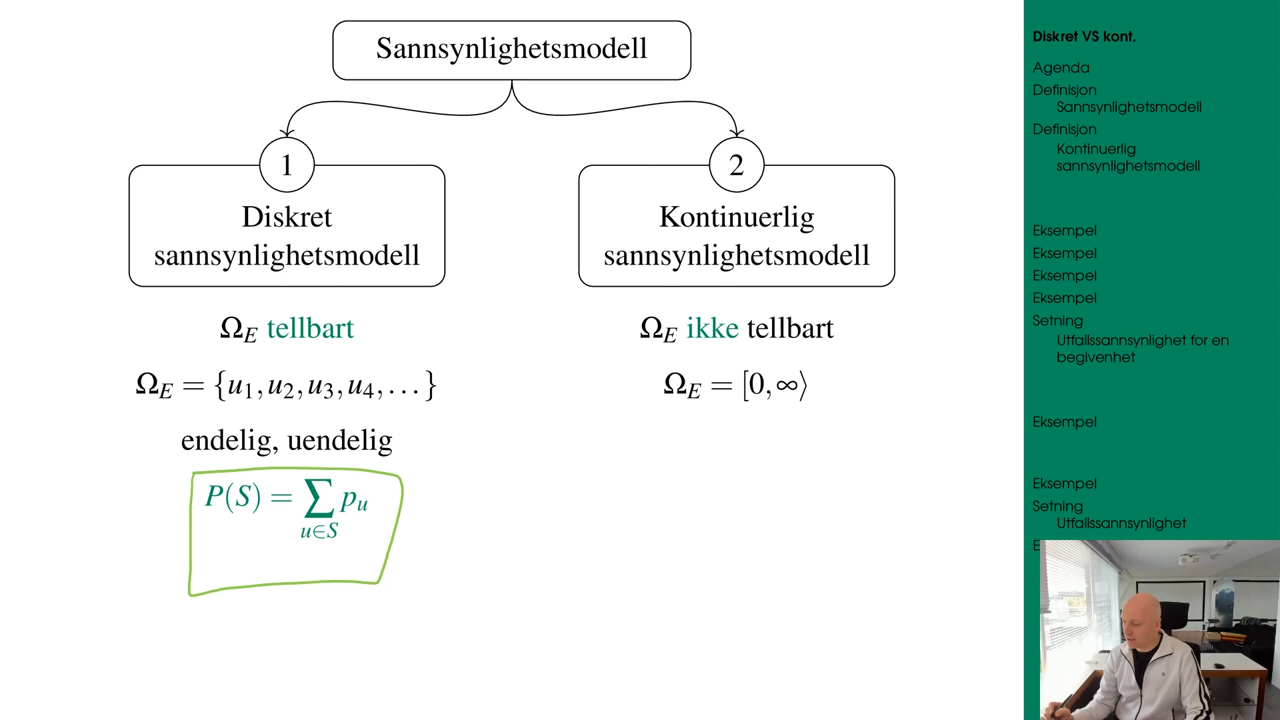 Sannsynlighetsmodell
1
Diskret
sannsynlighetsmodell
Ω_E tellbart
Ω_E = {u_1, u_2, u_3, u_4, ...}
endelig, uendelig
P(S) = ∑_{u∈S} p_u
2
Kontinuerlig
sannsynlighetsmodell
Ω_E ikke tellbart
Ω_E = [0, ∞⟩
Diskret VS kont.
Agenda
Definisjon
Sannsynlighetsmodell
Definisjon
Kontinuerlig
sannsynlighetsmodell
Eksempel
Eksempel
Eksempel
Eksempel
Setning
Utfallssannsynlighet for en
begivenhet
Eksempel
Eksempel
Setning
Utfallssannsynlighet